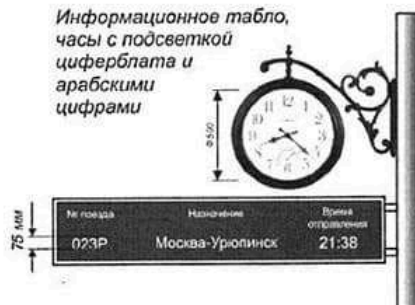 Информационное табло,
часы с подсветкой
циферблата и
арабскими
цифрами
12
Ф500
№ поезда Назначение Время
отправления
75 мм
023Р Москва-Урюпинск 21:38